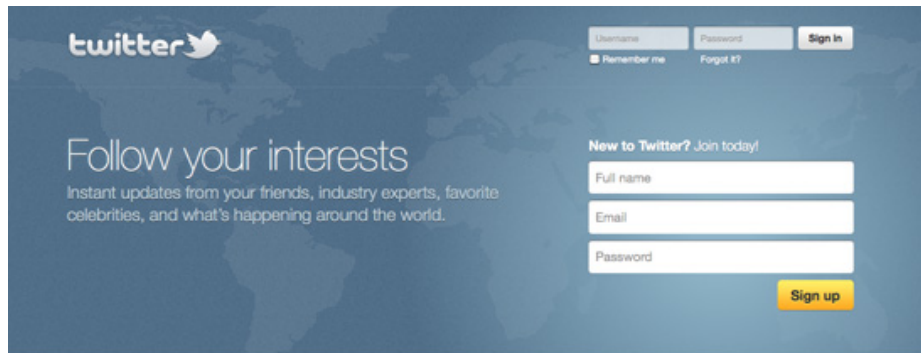 twitter
Username Password Sign in
Remember me Forgot it?
Follow your interests
Instant updates from your friends, industry experts, favorite
celebrities, and what's happening around the world.
New to Twitter? Join today!
Full name
Email
Password
Sign up